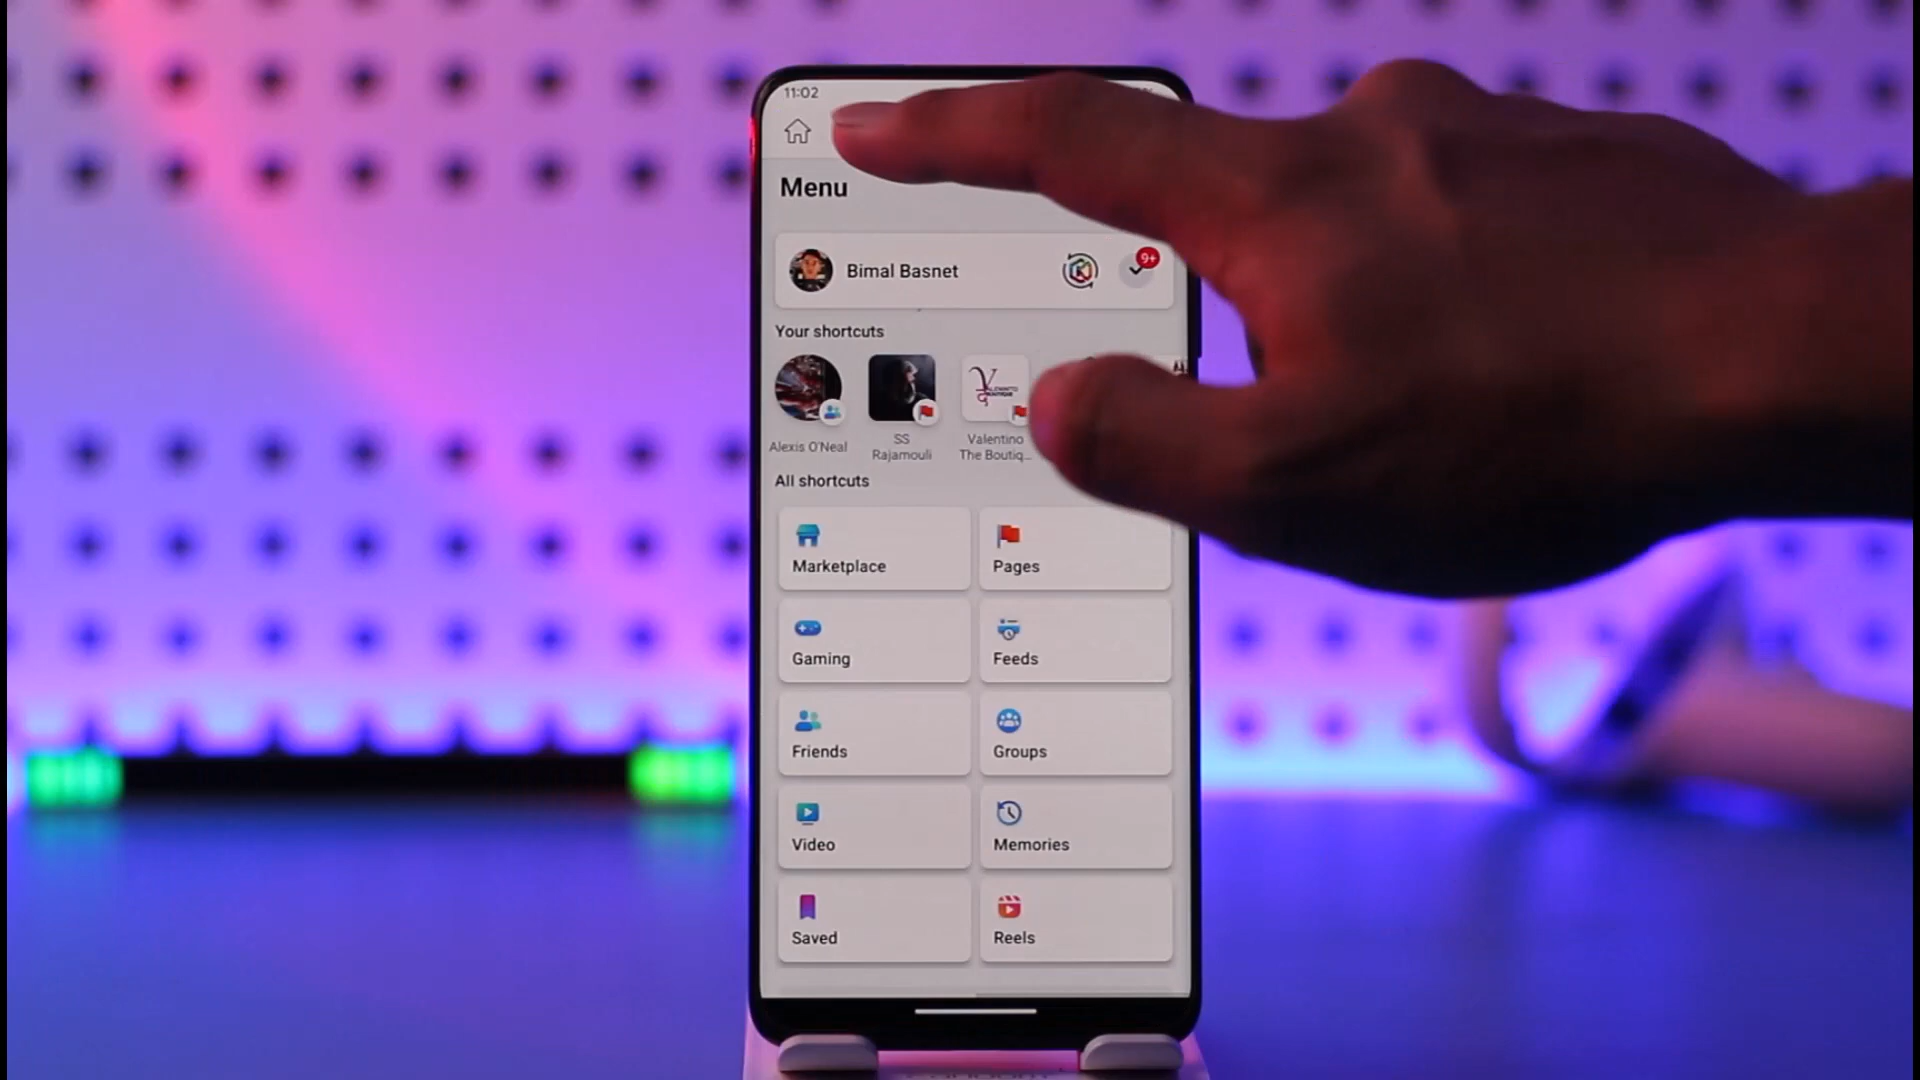 11:02
Menu
Bimal Basnet
9+
Your shortcuts
Alexis O'Neal
SS
Rajamouli
Valentino
The Boutiq...
All shortcuts
Marketplace
Pages
Gaming
Feeds
Friends
Groups
Video
Memories
Saved
Reels